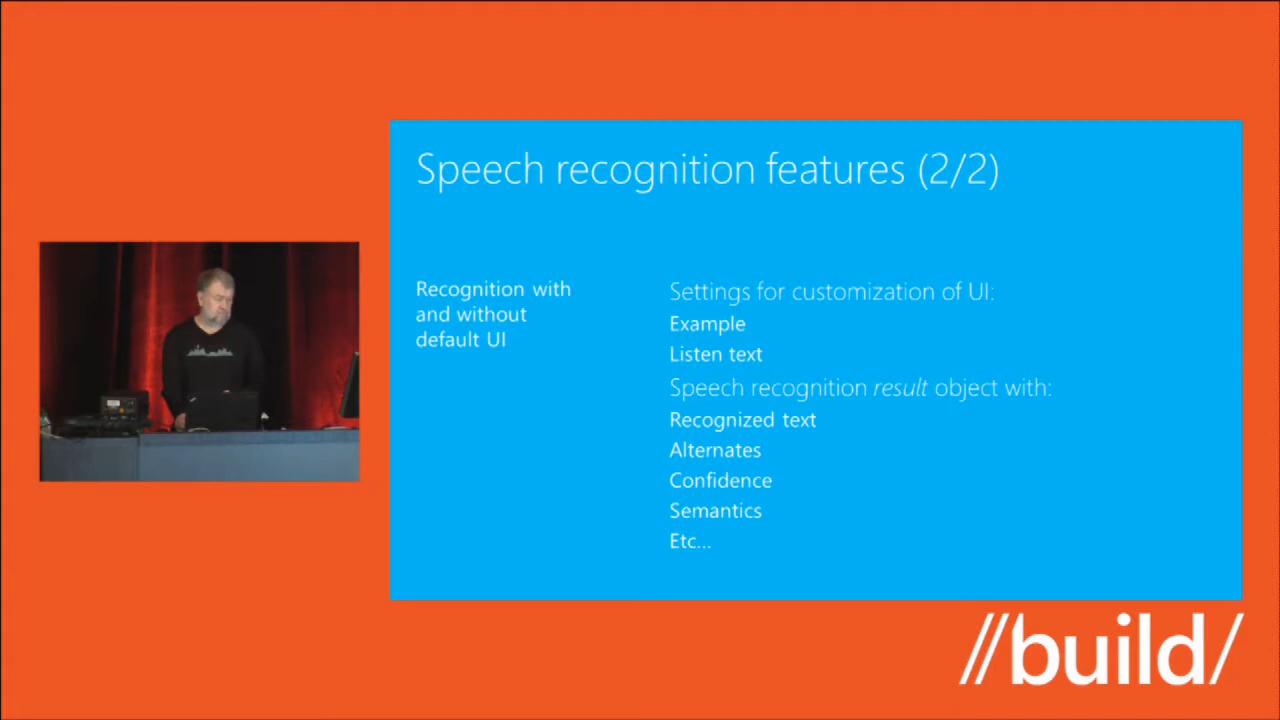 Speech recognition features (2/2)
Recognition with
and without
default UI
Settings for customization of UI:
Example
Listen text
Speech recognition result object with:
Recognized text
Alternates
Confidence
Semantics
Etc...
//build/